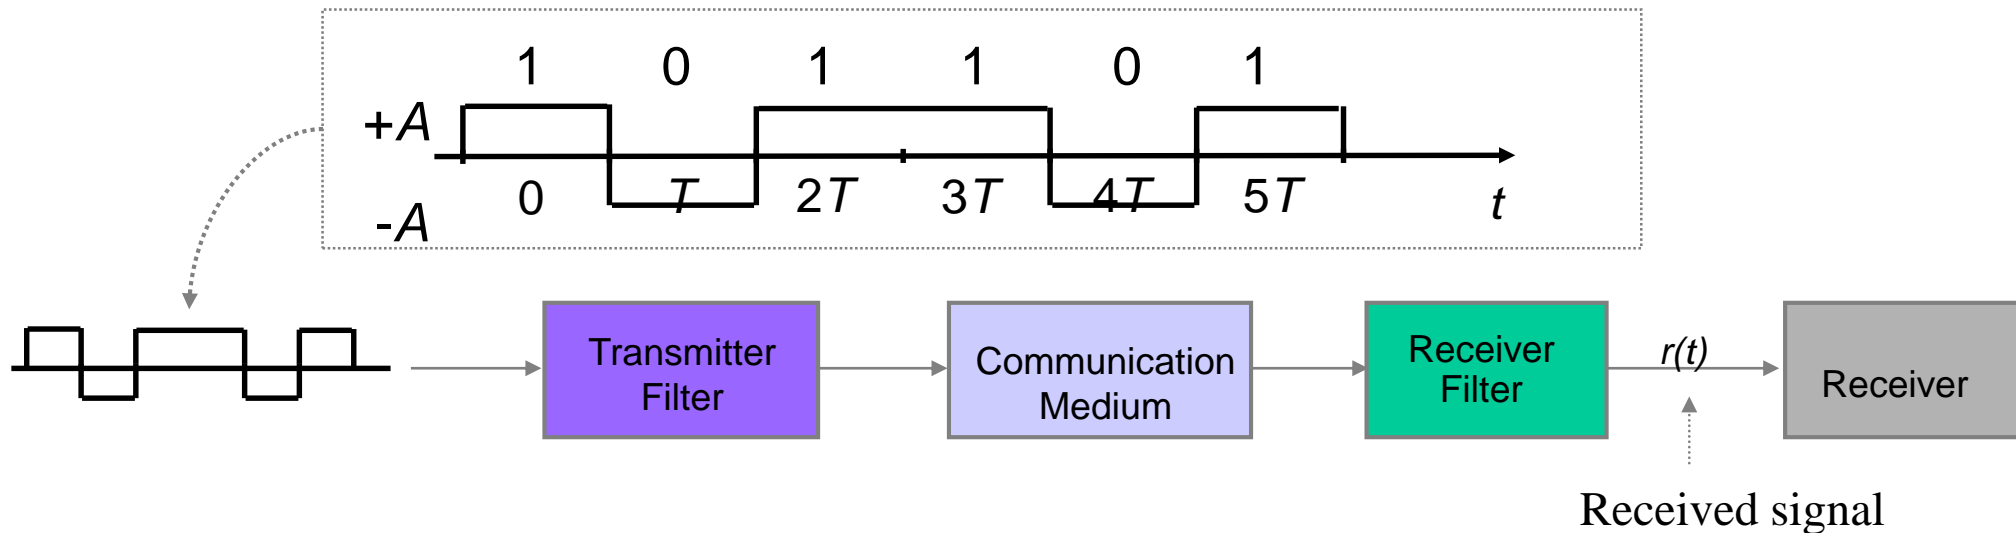 1 0 1 1 0 1
+A
0 T 2T 3T 4T 5T t
-A
Transmitter
Filter
Communication
Medium
Receiver
Filter
r(t)
Receiver
Received signal